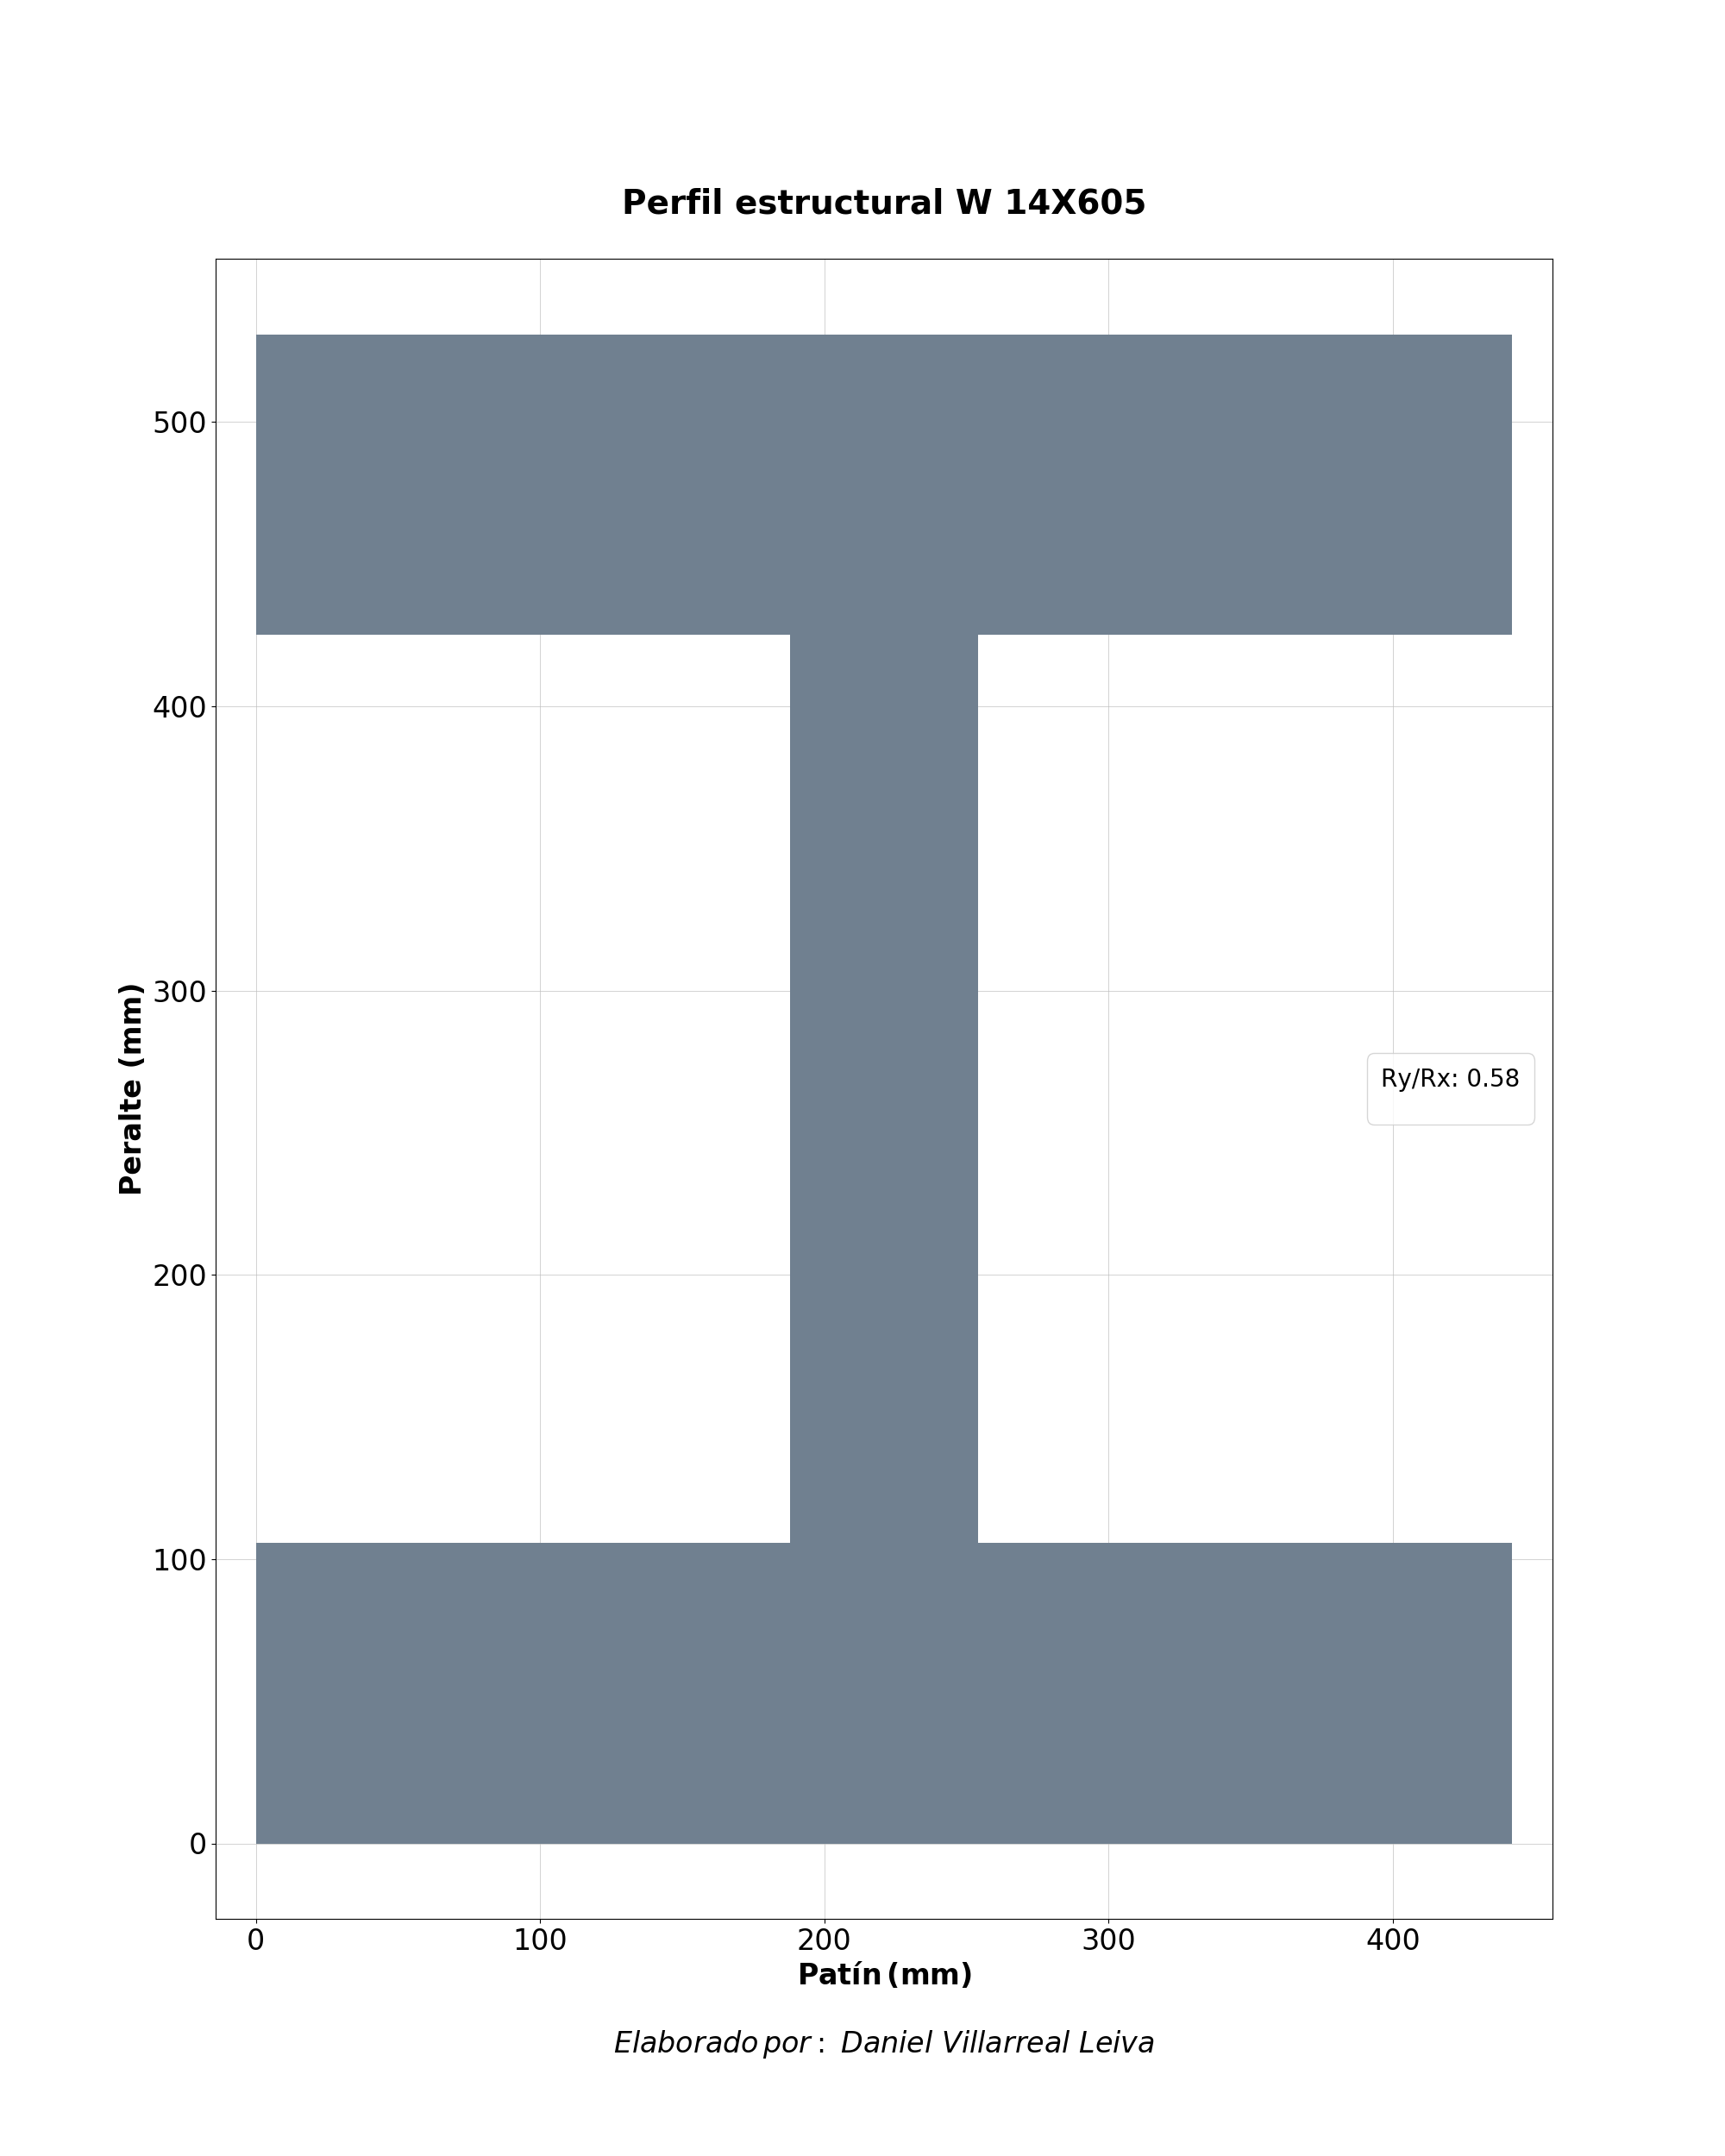 Perfil estructural W 14X605
Peralte (mm)
500
400
300
200
100
0
Ry/Rx: 0.58
0 100 200 300 400
Patín (mm)
Elaborado por: Daniel Villarreal Leiva